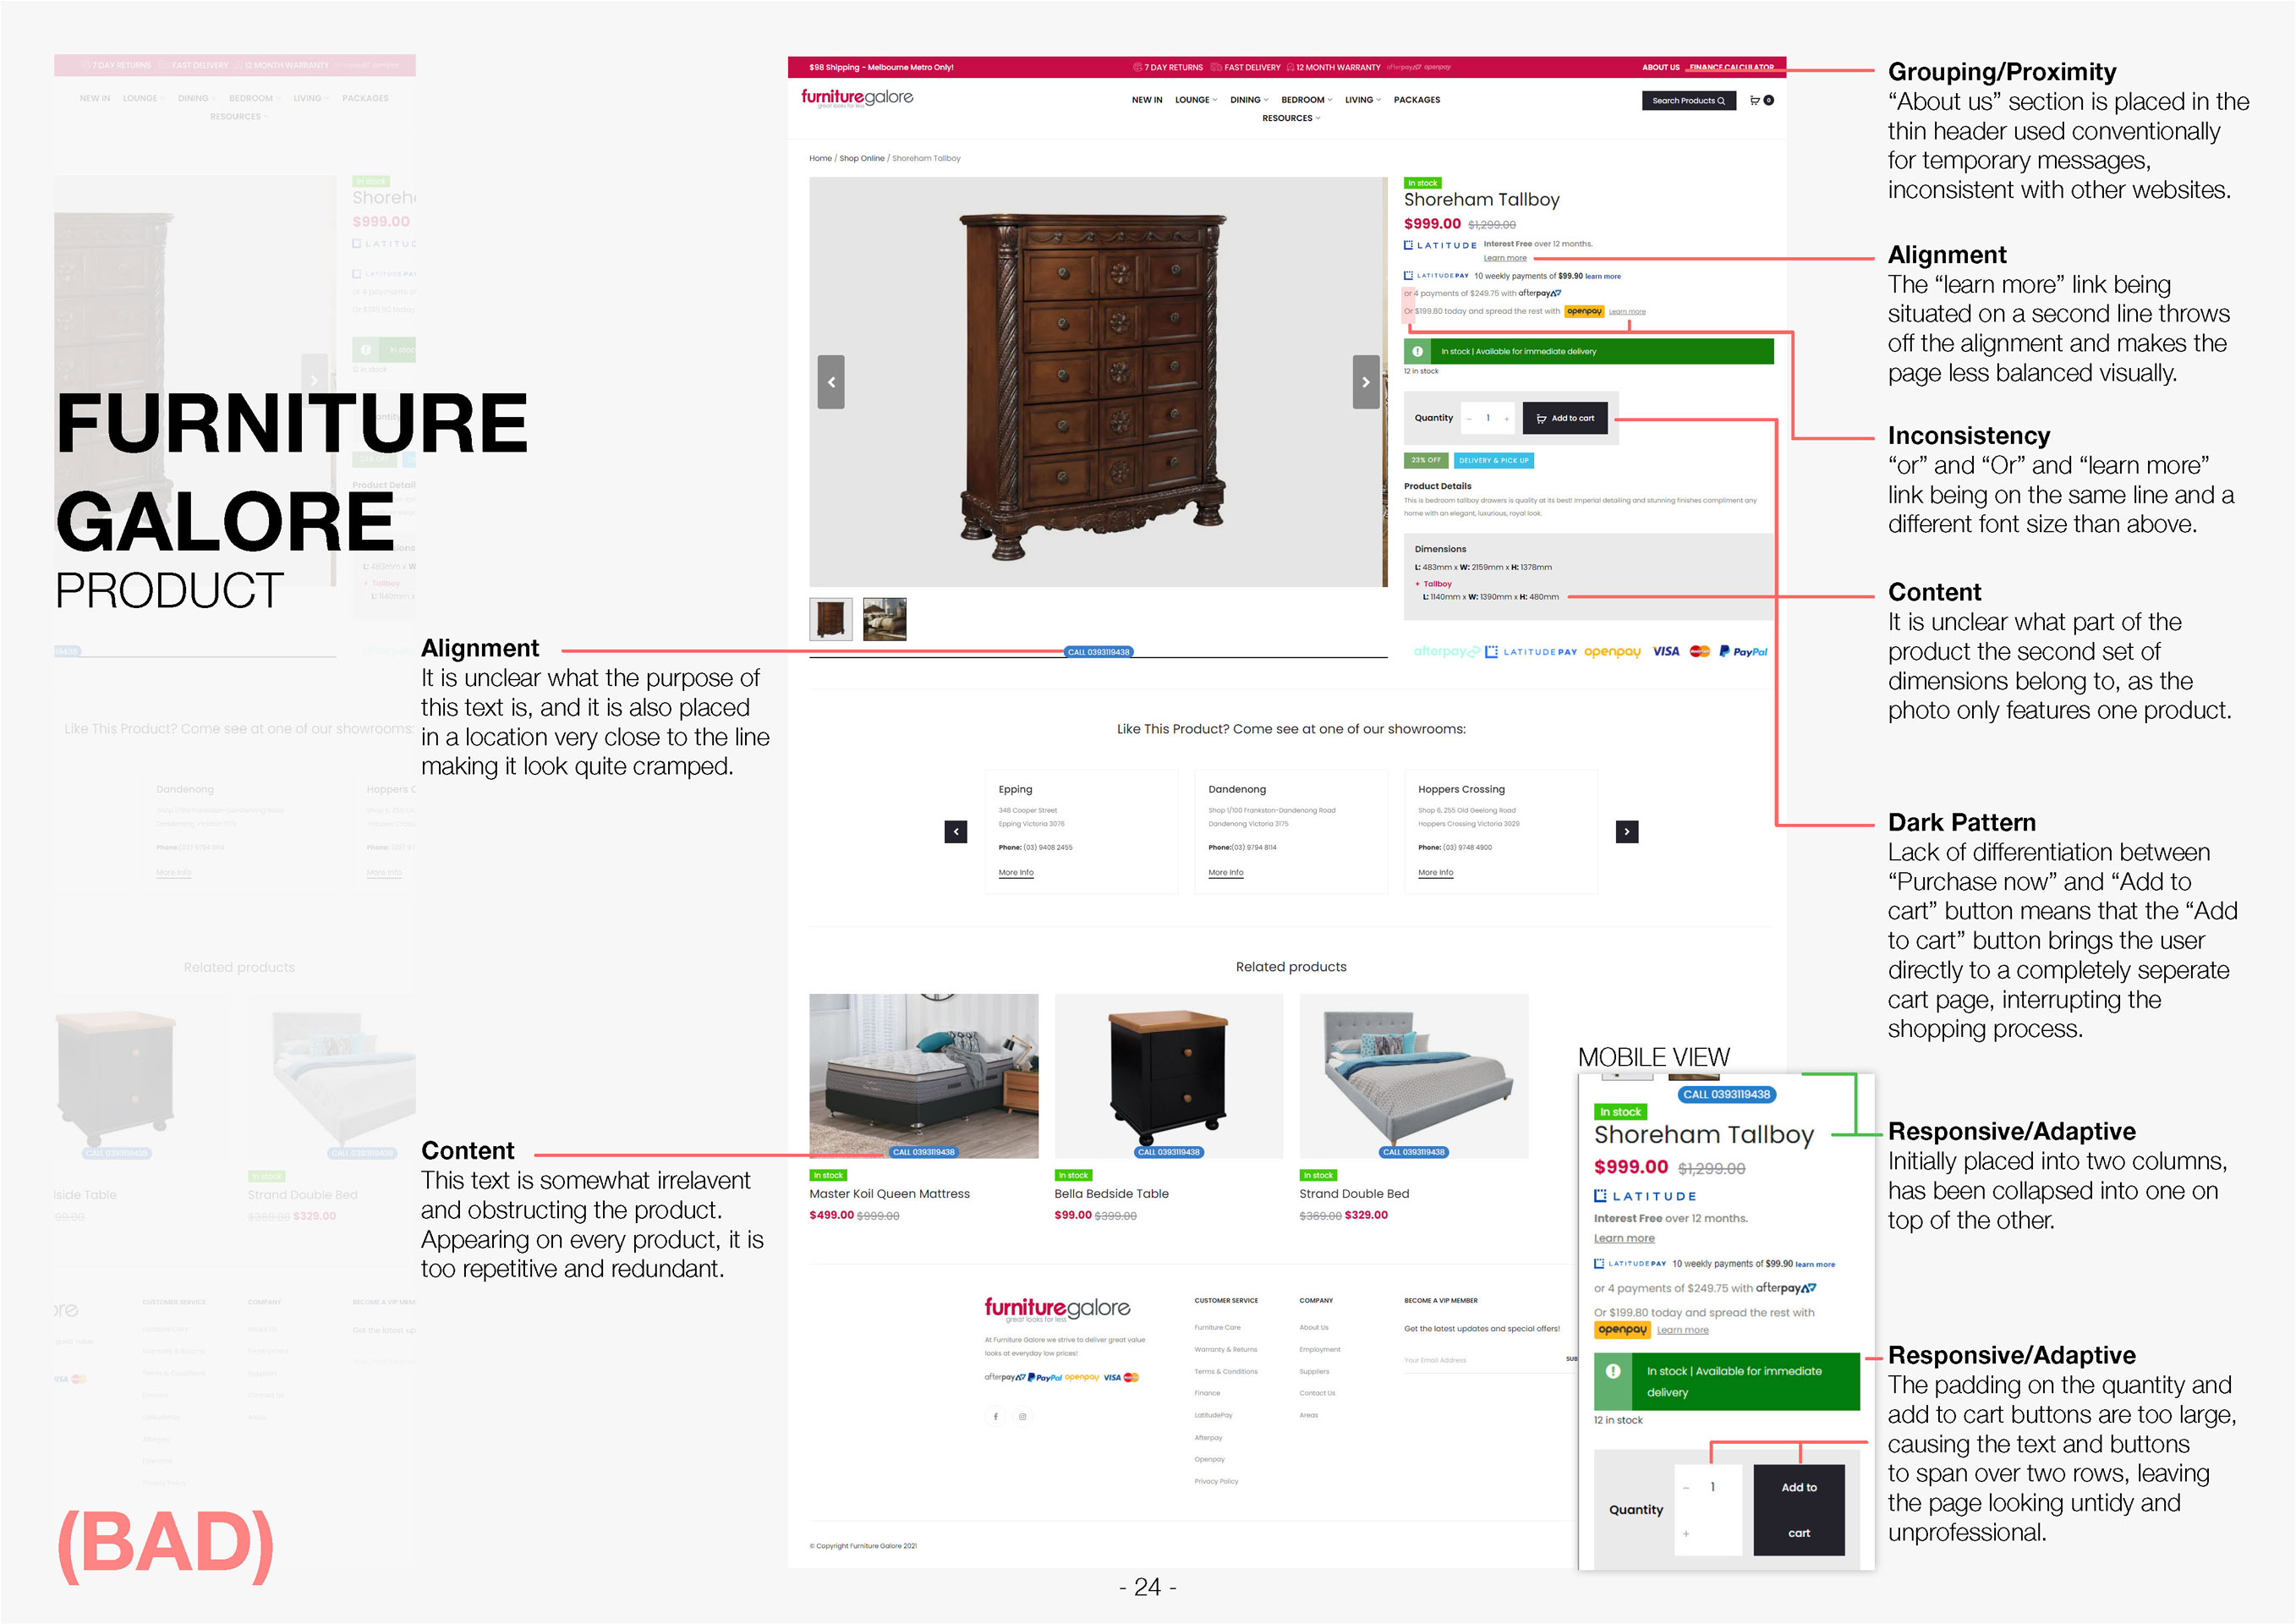 FURNITURE
GALORE
PRODUCT
(BAD)
$98 Shipping - Melbourne Metro Only!
7 DAY RETURNS FAST DELIVERY 12 MONTH WARRANTY afterpay openpay
ABOUT US FINANCE CALCULATOR
furnituregalore
great looks for less
NEW IN LOUNGE DINING BEDROOM LIVING PACKAGES
RESOURCES
Search Products
0
Home / Shop Online / Shoreham Tallboy
In stock
Shoreham Tallboy
$999.00 $1,299.00
LATITUDE Interest Free over 12 months.
Learn more
LATITUDEPAY 10 weekly payments of $99.90 learn more
or 4 payments of $249.75 with afterpay
Or $199.80 today and spread the rest with openpay Learn more
In stock | Available for immediate delivery
12 in stock
Quantity - 1 + Add to cart
23% OFF DELIVERY & PICK UP
Product Details
This is bedroom tallboy drawers is quality at its best! Imperial detailing and stunning finishes compliment any
home with an elegant, luxurious, royal look.
Dimensions
L: 483mm x W: 2159mm x H: 1378mm
+ Tallboy
L: 1140mm x W: 1390mm x H: 480mm
CALL 0393119438
afterpay LATITUDEPAY openpay VISA PayPal
Like This Product? Come see at one of our showrooms:
Epping
348 Cooper Street
Epping Victoria 3076
Phone: (03) 9408 2455
More Info
Dandenong
Shop 1/100 Frankston-Dandenong Road
Dandenong Victoria 3175
Phone:(03) 9794 8114
More Info
Hoppers Crossing
Shop 6, 255 Old Geelong Road
Hoppers Crossing Victoria 3029
Phone: (03) 9748 4900
More Info
Related products
CALL 0393119438
In stock
Master Koil Queen Mattress
$499.00 $999.00
CALL 0393119438
In stock
Bella Bedside Table
$99.00 $399.00
CALL 0393119438
In stock
Strand Double Bed
$369.00 $329.00
furnituregalore
great looks for less
At Furniture Galore we strive to deliver great value
looks at everyday low prices!
afterpay PayPal openpay VISA
CUSTOMER SERVICE
Furniture Care
Warranty & Returns
Terms & Conditions
Finance
LatitudePay
Afterpay
Openpay
Privacy Policy
COMPANY
About Us
Employment
Suppliers
Contact Us
Areas
BECOME A VIP MEMBER
Get the latest updates and special offers!
Your Email Address SUB
© Copyright Furniture Galore 2021
Alignment
It is unclear what the purpose of
this text is, and it is also placed
in a location very close to the line
making it look quite cramped.
Content
This text is somewhat irrelavent
and obstructing the product.
Appearing on every product, it is
too repetitive and redundant.
Grouping/Proximity
“About us” section is placed in the
thin header used conventionally
for temporary messages,
inconsistent with other websites.
Alignment
The “learn more” link being
situated on a second line throws
off the alignment and makes the
page less balanced visually.
Inconsistency
“or” and “Or” and “learn more”
link being on the same line and a
different font size than above.
Content
It is unclear what part of the
product the second set of
dimensions belong to, as the
photo only features one product.
Dark Pattern
Lack of differentiation between
“Purchase now” and “Add to
cart” button means that the “Add
to cart” button brings the user
directly to a completely seperate
cart page, interrupting the
shopping process.
MOBILE VIEW
CALL 0393119438
In stock
Shoreham Tallboy
$999.00 $1,299.00
LATITUDE
Interest Free over 12 months.
Learn more
LATITUDEPAY 10 weekly payments of $99.90 learn more
or 4 payments of $249.75 with afterpay
Or $199.80 today and spread the rest with
openpay Learn more
In stock | Available for immediate
delivery
12 in stock
Quantity - 1 + Add to
cart
Responsive/Adaptive
Initially placed into two columns,
has been collapsed into one on
top of the other.
Responsive/Adaptive
The padding on the quantity and
add to cart buttons are too large,
causing the text and buttons
to span over two rows, leaving
the page looking untidy and
unprofessional.
- 24 -